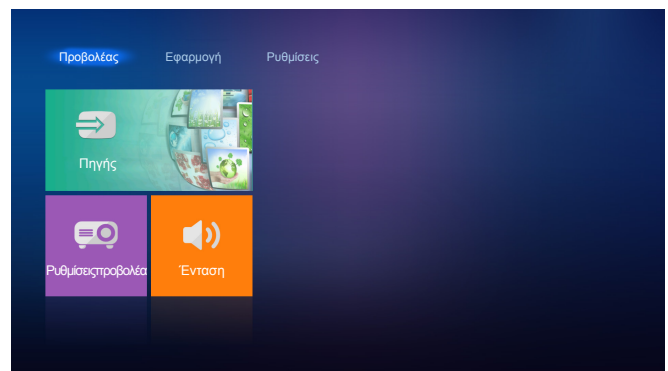 Προβολέας Εφαρμογή Ρυθμίσεις
Πηγής
Ρυθμίσειςπροβολέα Ένταση